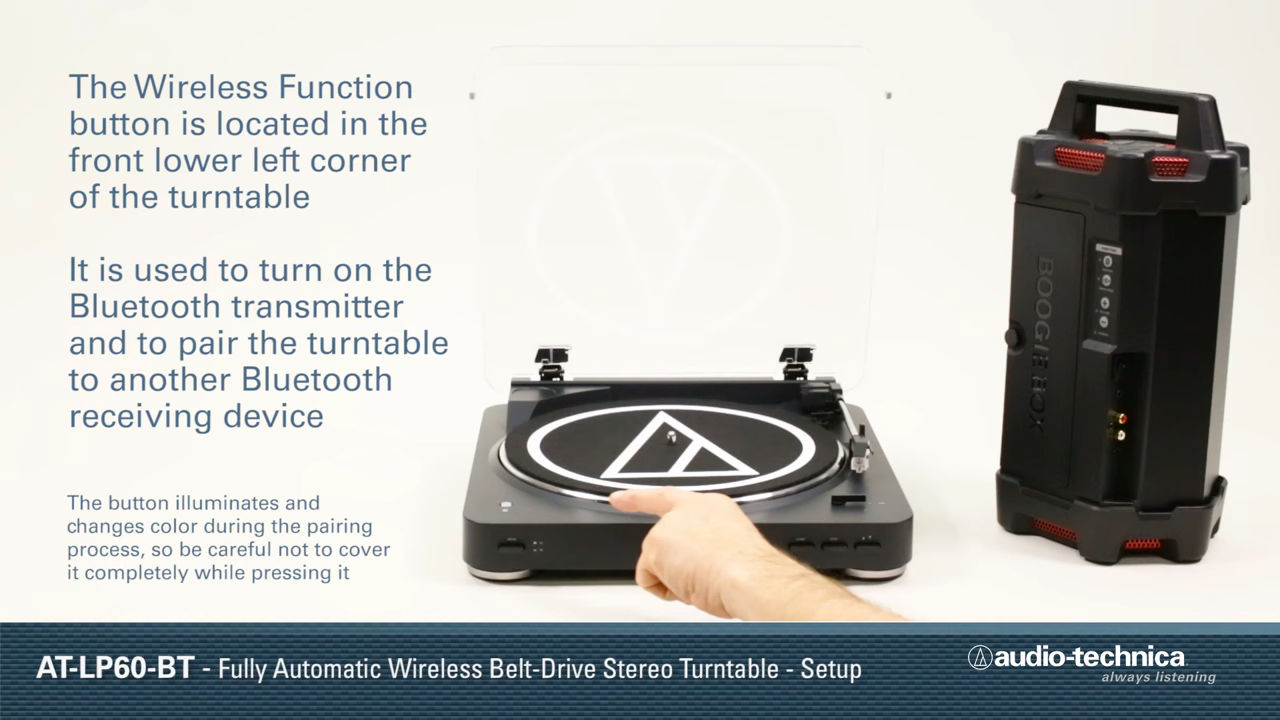 The Wireless Function
button is located in the
front lower left corner
of the turntable
It is used to turn on the
Bluetooth transmitter
and to pair the turntable
to another Bluetooth
receiving device
The button illuminates and
changes color during the pairing
process, so be careful not to cover
it completely while pressing it
BOOGIE BOX
AT-LP60-BT - Fully Automatic Wireless Belt-Drive Stereo Turntable - Setup
audio-technica
always listening